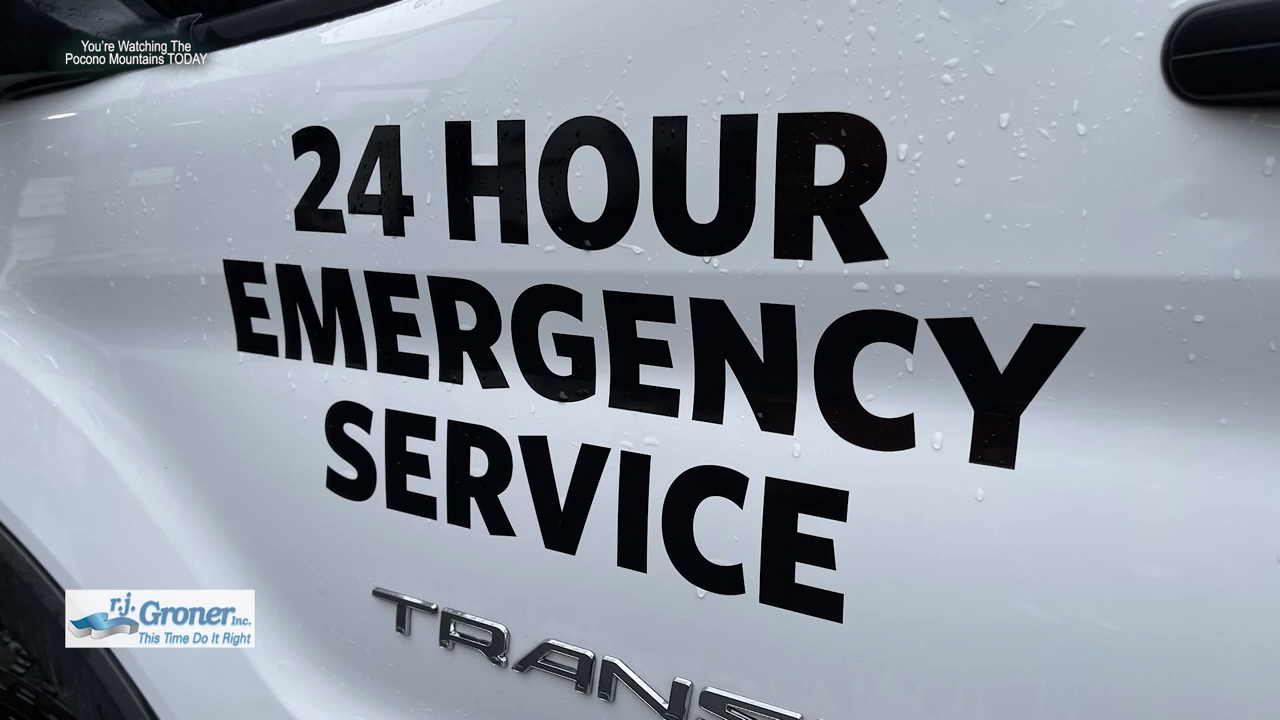 You're Watching The
Pocono Mountains TODAY
24 HOUR
EMERGENCY
SERVICE
r.j. Groner Inc.
This Time Do It Right
TRANS